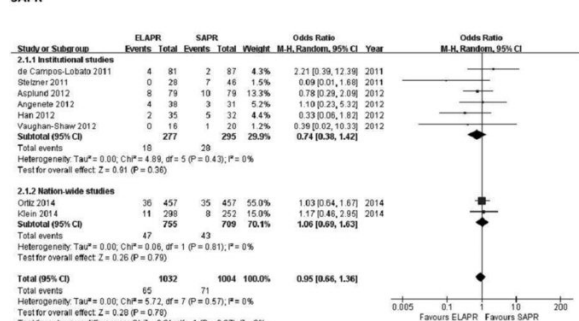 SAPR
ELAPR SAPR Odds Ratio Odds Ratio
Study or Subgroup Events Total Events Total Weight M-H, Random, 95% CI Year M-H, Random, 95% CI
2.1.1 Institutional studies
de Campos-Lobato 2011 4 81 2 87 4.3% 2.21 [0.39, 12.39] 2011
Stelzner 2011 0 28 7 46 1.5% 0.09 [0.01, 1.68] 2011
Asplund 2012 8 79 10 79 13.2% 0.78 [0.29, 2.09] 2012
Angenete 2012 4 38 3 31 5.1% 1.10 [0.23, 5.32] 2012
Han 2012 2 35 5 32 4.3% 0.33 [0.06, 1.82] 2012
Vaughan-Shaw 2012 0 16 1 20 1.2% 0.39 [0.02, 10.33] 2012
Subtotal (95% CI) 277 295 29.9% 0.74 [0.38, 1.42]
Total events 18 28
Heterogeneity: Tau² = 0.00; Chi² = 4.89, df = 5 (P = 0.43); I² = 0%
Test for overall effect: Z = 0.91 (P = 0.36)
2.1.2 Nation-wide studies
Ortiz 2014 36 457 35 457 55.0% 1.03 [0.64, 1.67] 2014
Klein 2014 11 298 8 252 15.1% 1.17 [0.46, 2.95] 2014
Subtotal (95% CI) 755 709 70.1% 1.06 [0.69, 1.63]
Total events 47 43
Heterogeneity: Tau² = 0.00; Chi² = 0.06, df = 1 (P = 0.81); I² = 0%
Test for overall effect: Z = 0.26 (P = 0.79)
Total (95% CI) 1032 1004 100.0% 0.95 [0.66, 1.36]
Total events 65 71
Heterogeneity: Tau² = 0.00; Chi² = 5.72, df = 7 (P = 0.57); I² = 0%
Test for overall effect: Z = 0.28 (P = 0.78)
0.005 0.1 1 10 200
Favours ELAPR Favours SAPR